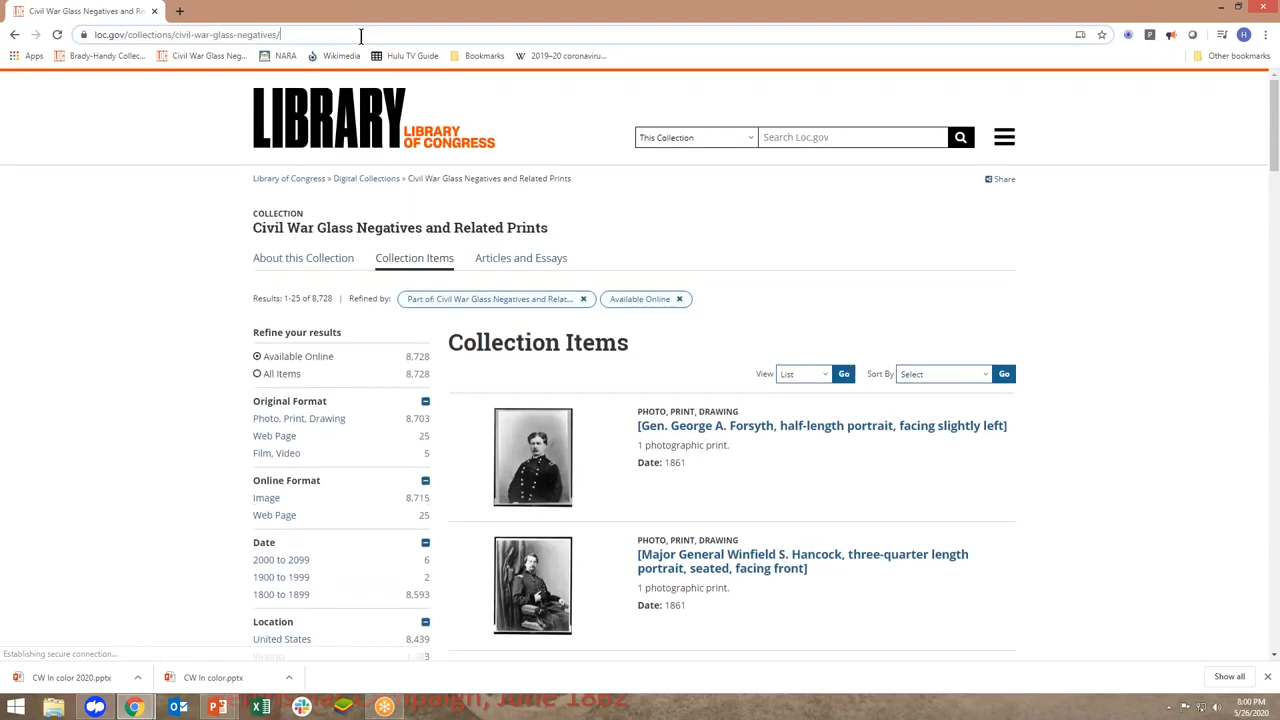 Civil War Glass Negatives and Re
loc.gov/collections/civil-war-glass-negatives/
H
Apps
Brady-Handy Collec...
Civil War Glass Neg...
NARA
Wikimedia
Hulu TV Guide
Bookmarks
W 2019–20 coronaviru...
Other bookmarks
LIBRARY
LIBRARY
OF CONGRESS
This Collection
Search Loc.gov
Library of Congress » Digital Collections » Civil War Glass Negatives and Related Prints
Share
COLLECTION
Civil War Glass Negatives and Related Prints
About this Collection
Collection Items
Articles and Essays
Results: 1-25 of 8,728 | Refined by:
Part of: Civil War Glass Negatives and Relat... ×
Available Online ×
Refine your results
Available Online 8,728
All Items 8,728
Original Format
Photo, Print, Drawing 8,703
Web Page 25
Film, Video 5
Online Format
Image 8,715
Web Page 25
Date
2000 to 2099 6
1900 to 1999 2
1800 to 1899 8,593
Location
United States 8,439
Collection Items
View List Go
Sort By Select Go
PHOTO, PRINT, DRAWING
[Gen. George A. Forsyth, half-length portrait, facing slightly left]
1 photographic print.
Date: 1861
PHOTO, PRINT, DRAWING
[Major General Winfield S. Hancock, three-quarter length
portrait, seated, facing front]
1 photographic print.
Date: 1861
Establishing secure connection...
CW In color 2020.pptx
CW In color.pptx
Show all
Campaign, June 1862
8:00 PM
5/26/2020